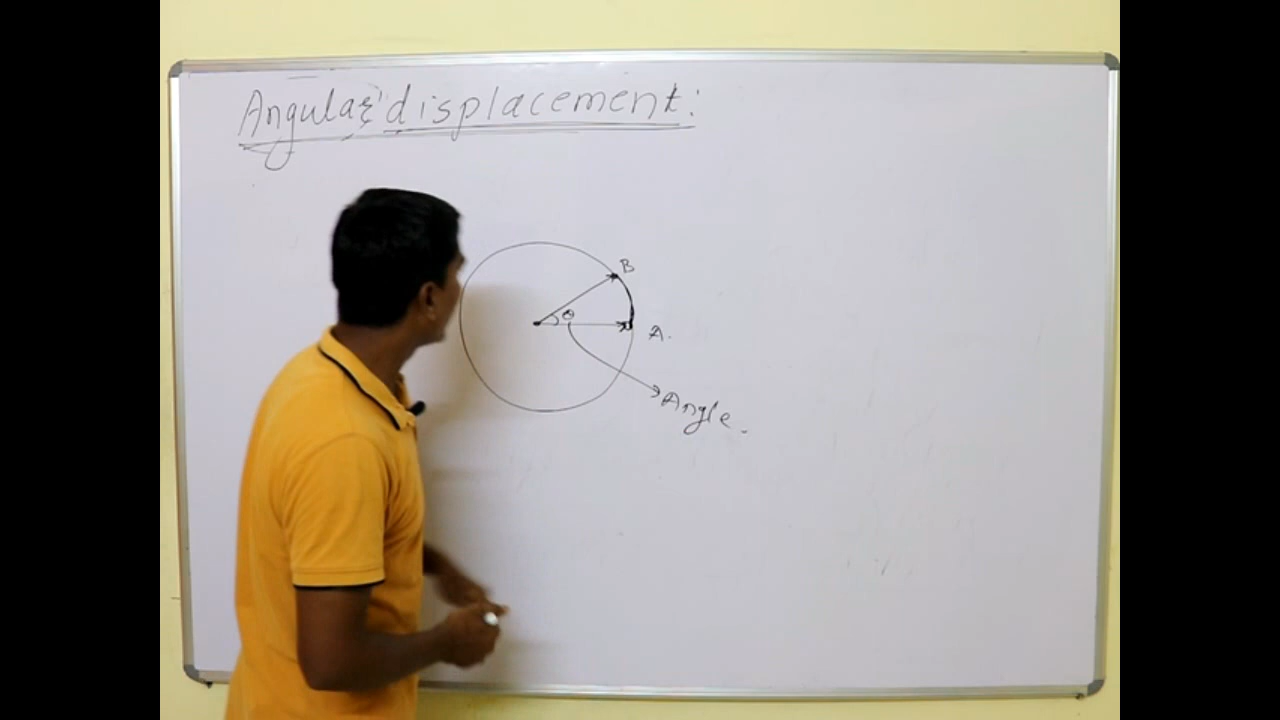 Angular displacement:
B
θ
A.
Angle.